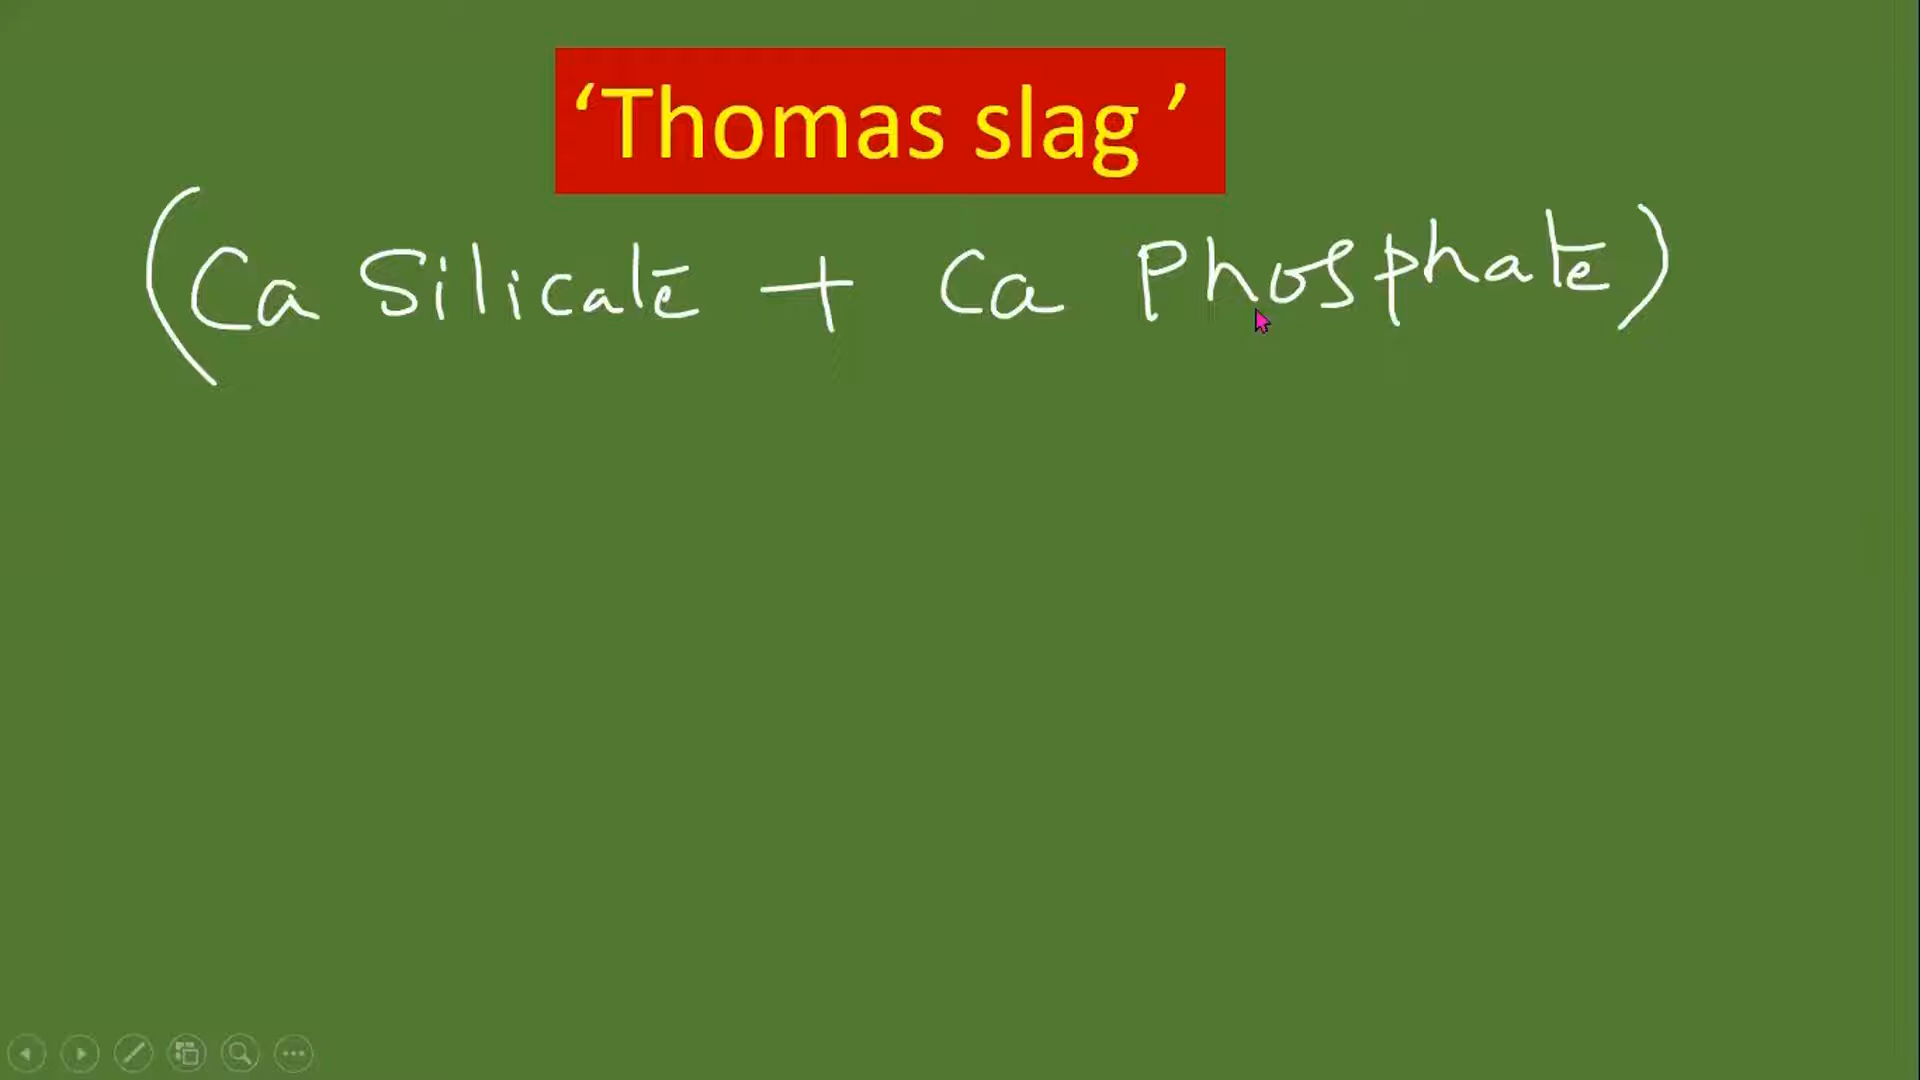 ‘Thomas slag ’
(Ca Silicate + Ca Phosphate)